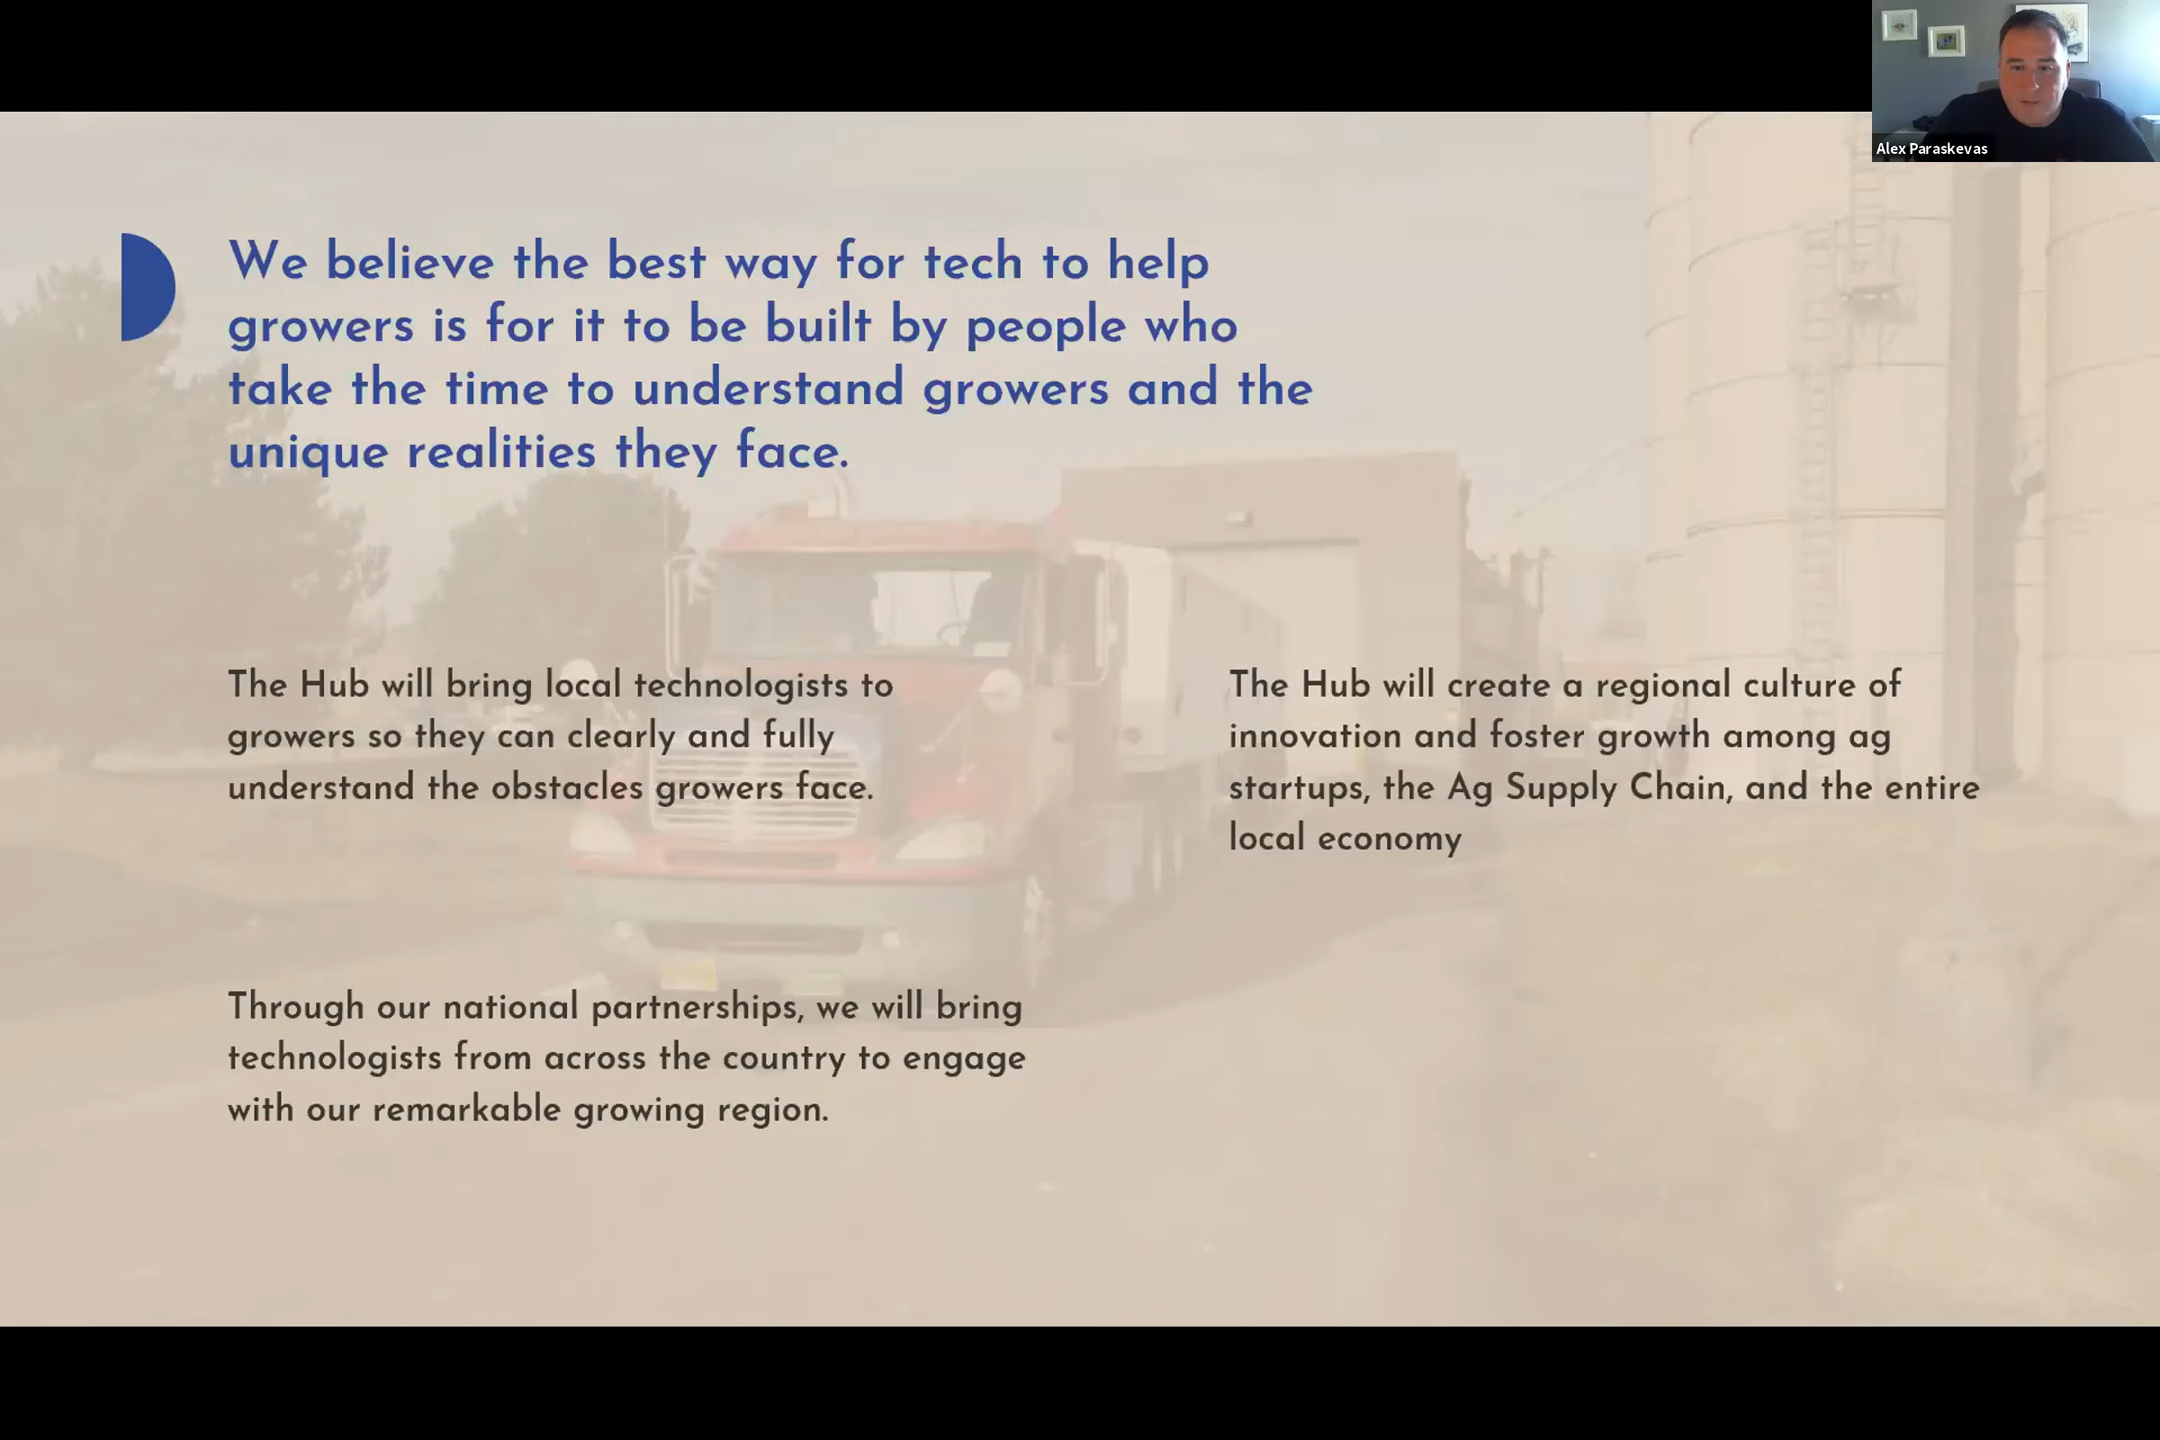 Alex Paraskevas
We believe the best way for tech to help
growers is for it to be built by people who
take the time to understand growers and the
unique realities they face.
The Hub will bring local technologists to
growers so they can clearly and fully
understand the obstacles growers face.
The Hub will create a regional culture of
innovation and foster growth among ag
startups, the Ag Supply Chain, and the entire
local economy
Through our national partnerships, we will bring
technologists from across the country to engage
with our remarkable growing region.